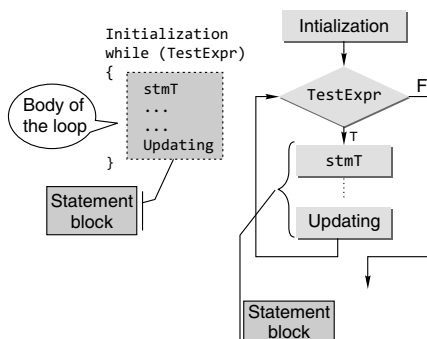 Initialization
while (TestExpr)
{
stmT
...
...
Updating
}
Body of
the loop
Statement
block
Intialization
TestExpr
F
T
stmT
Updating
Statement
block